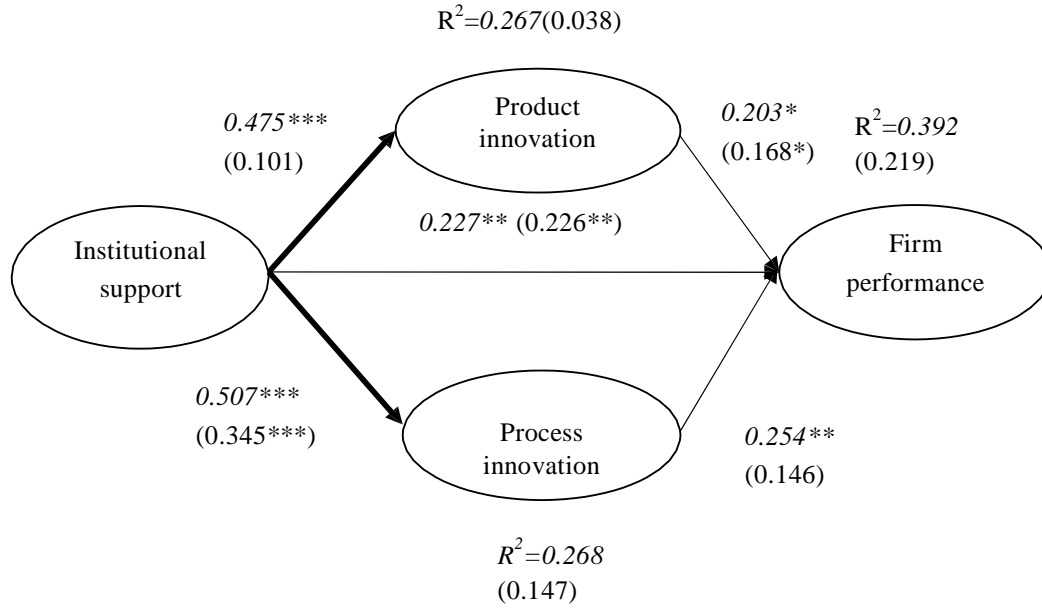 R²=0.267(0.038)
Product
innovation
0.475***
(0.101)
0.203*
(0.168*)
R²=0.392
(0.219)
0.227** (0.226**)
Institutional
support
Firm
performance
0.507***
(0.345***)
Process
innovation
0.254**
(0.146)
R²=0.268
(0.147)